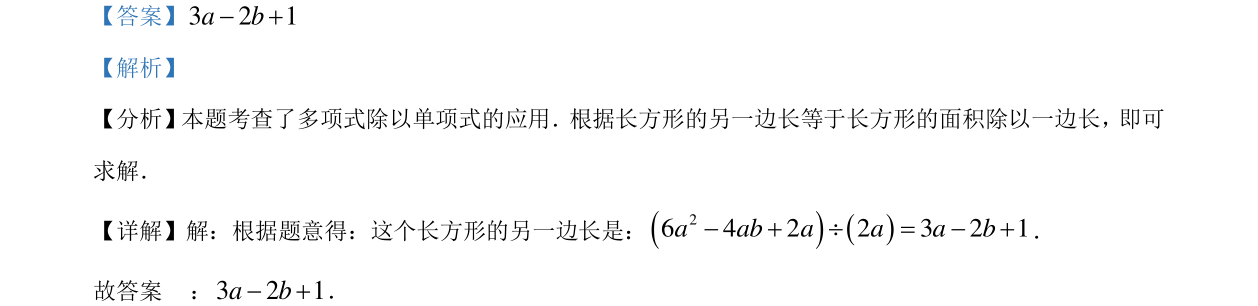 【答案】3a－2b+1
【解析】
【分析】本题考查了多项式除以单项式的应用．根据长方形的另一边长等于长方形的面积除以一边长，即可
求解．
【详解】解：根据题意得：这个长方形的另一边长是：(6a²－4ab+2a)÷(2a)=3a－2b+1．
故答案　：3a－2b+1．